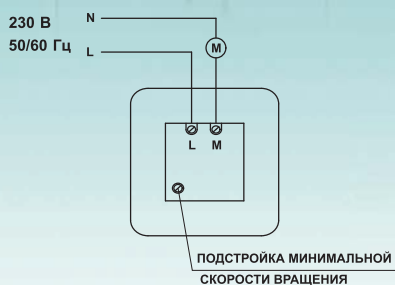 230 В
50/60 Гц
N
L
M
L M
ПОДСТРОЙКА МИНИМАЛЬНОЙ
СКОРОСТИ ВРАЩЕНИЯ